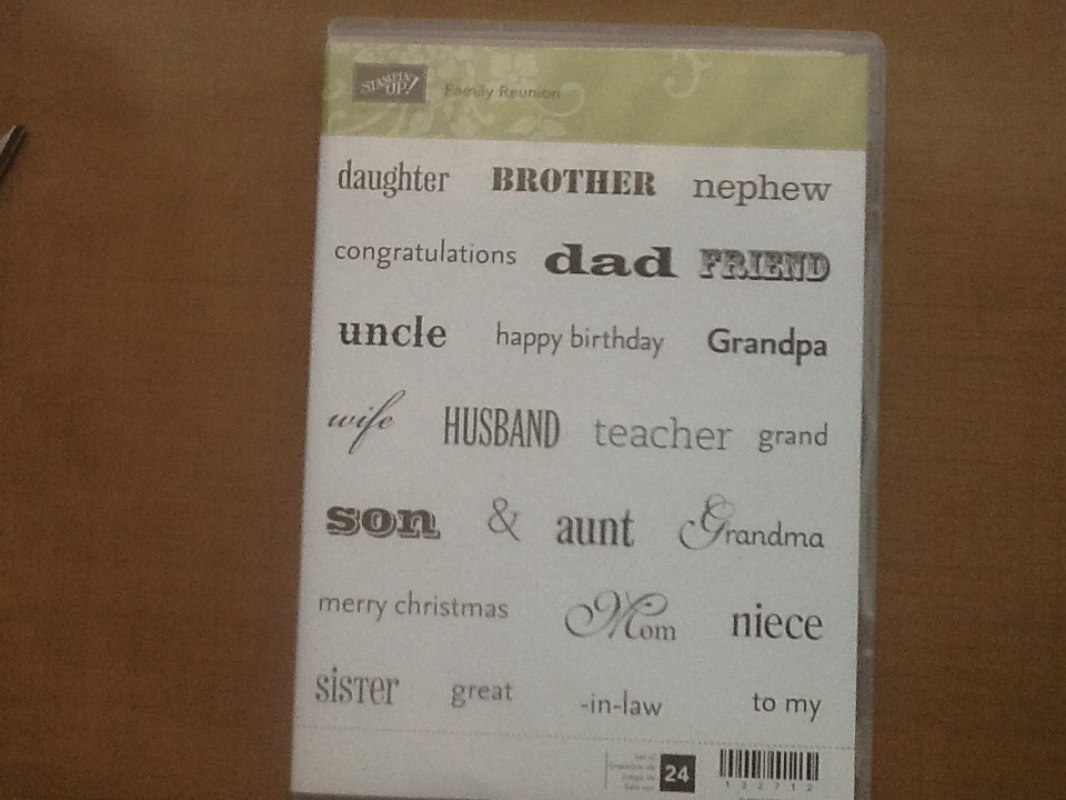 STAMPIN' UP! Family Reunion
daughter BROTHER nephew
congratulations dad FRIEND
uncle happy birthday Grandpa
wife HUSBAND teacher grand
son & aunt Grandma
merry christmas Mom niece
sister great -in-law to my
24
122712